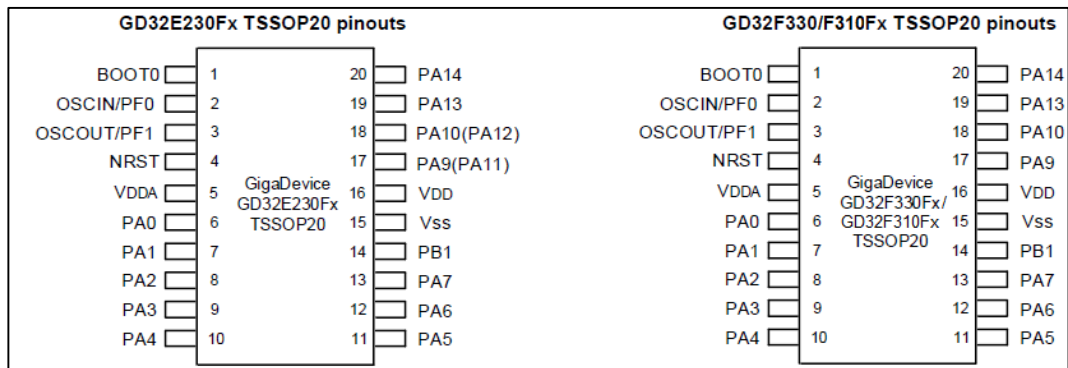 GD32E230Fx TSSOP20 pinouts
BOOT0 1 20 PA14
OSCIN/PF0 2 19 PA13
OSCOUT/PF1 3 18 PA10(PA12)
NRST 4 17 PA9(PA11)
VDDA 5 16 VDD
PA0 6 15 Vss
PA1 7 14 PB1
PA2 8 13 PA7
PA3 9 12 PA6
PA4 10 11 PA5
GigaDevice
GD32E230Fx
TSSOP20
GD32F330/F310Fx TSSOP20 pinouts
BOOT0 1 20 PA14
OSCIN/PF0 2 19 PA13
OSCOUT/PF1 3 18 PA10
NRST 4 17 PA9
VDDA 5 16 VDD
PA0 6 15 Vss
PA1 7 14 PB1
PA2 8 13 PA7
PA3 9 12 PA6
PA4 10 11 PA5
GigaDevice
GD32F330Fx/
GD32F310Fx
TSSOP20